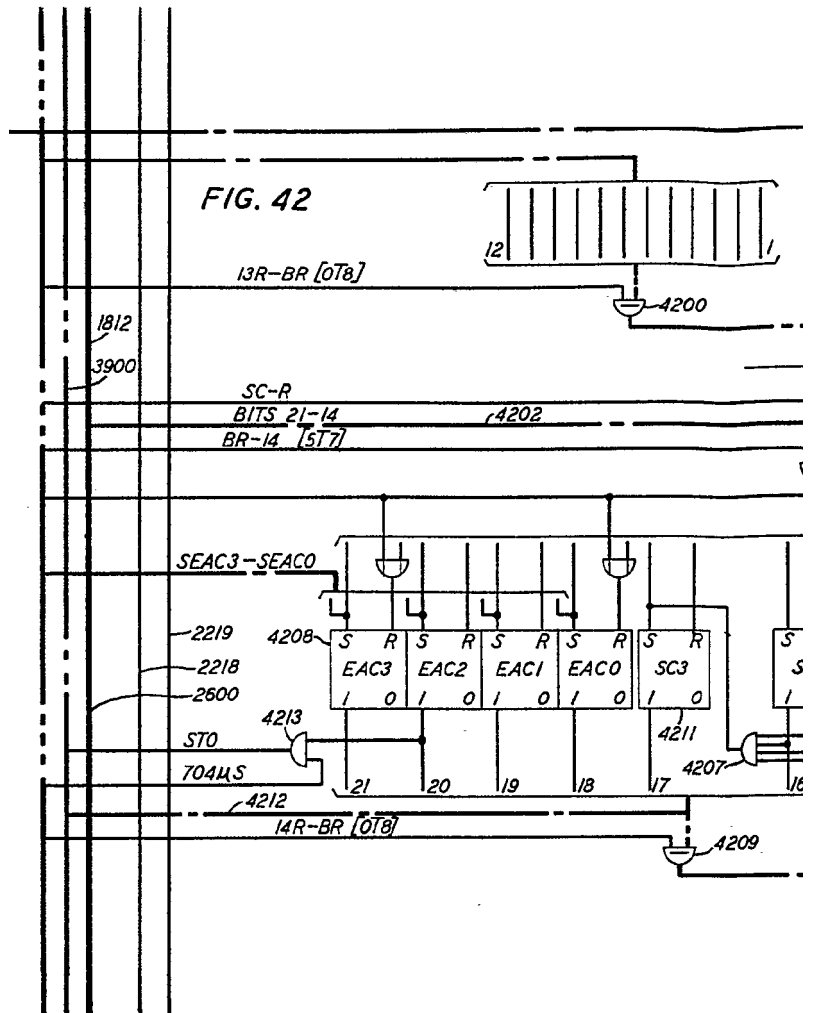 FIG. 42
12 1
13R-BR [0T8]
4200
1812
3900
SC-R
BITS 21-14 4202
BR-14 [5T7]
SEAC3-SEAC0
2219
4208
S R S R S R S R S R S
EAC3 EAC2 EAC1 EAC0 SC3 S
2218
1 0 1 0 1 0 1 0 1 0 1
2600
4213
4211
ST0
4207
704µS
21 20 19 18 17 16
4212
14R-BR [0T8]
4209